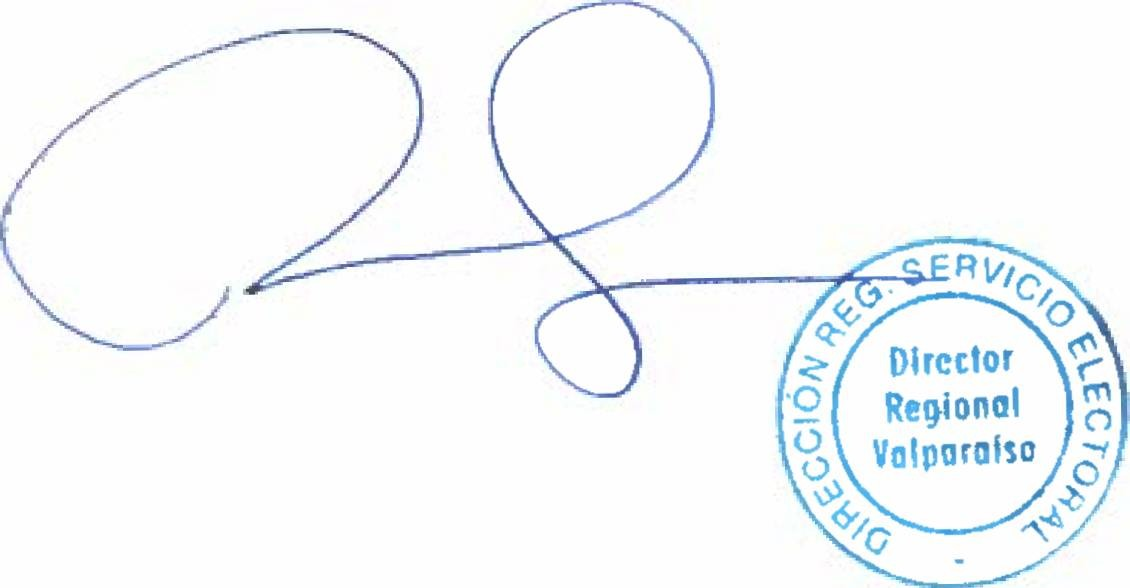 DIRECCIÓN REG. SERVICIO ELECTORAL
Director
Regional
Valparaíso